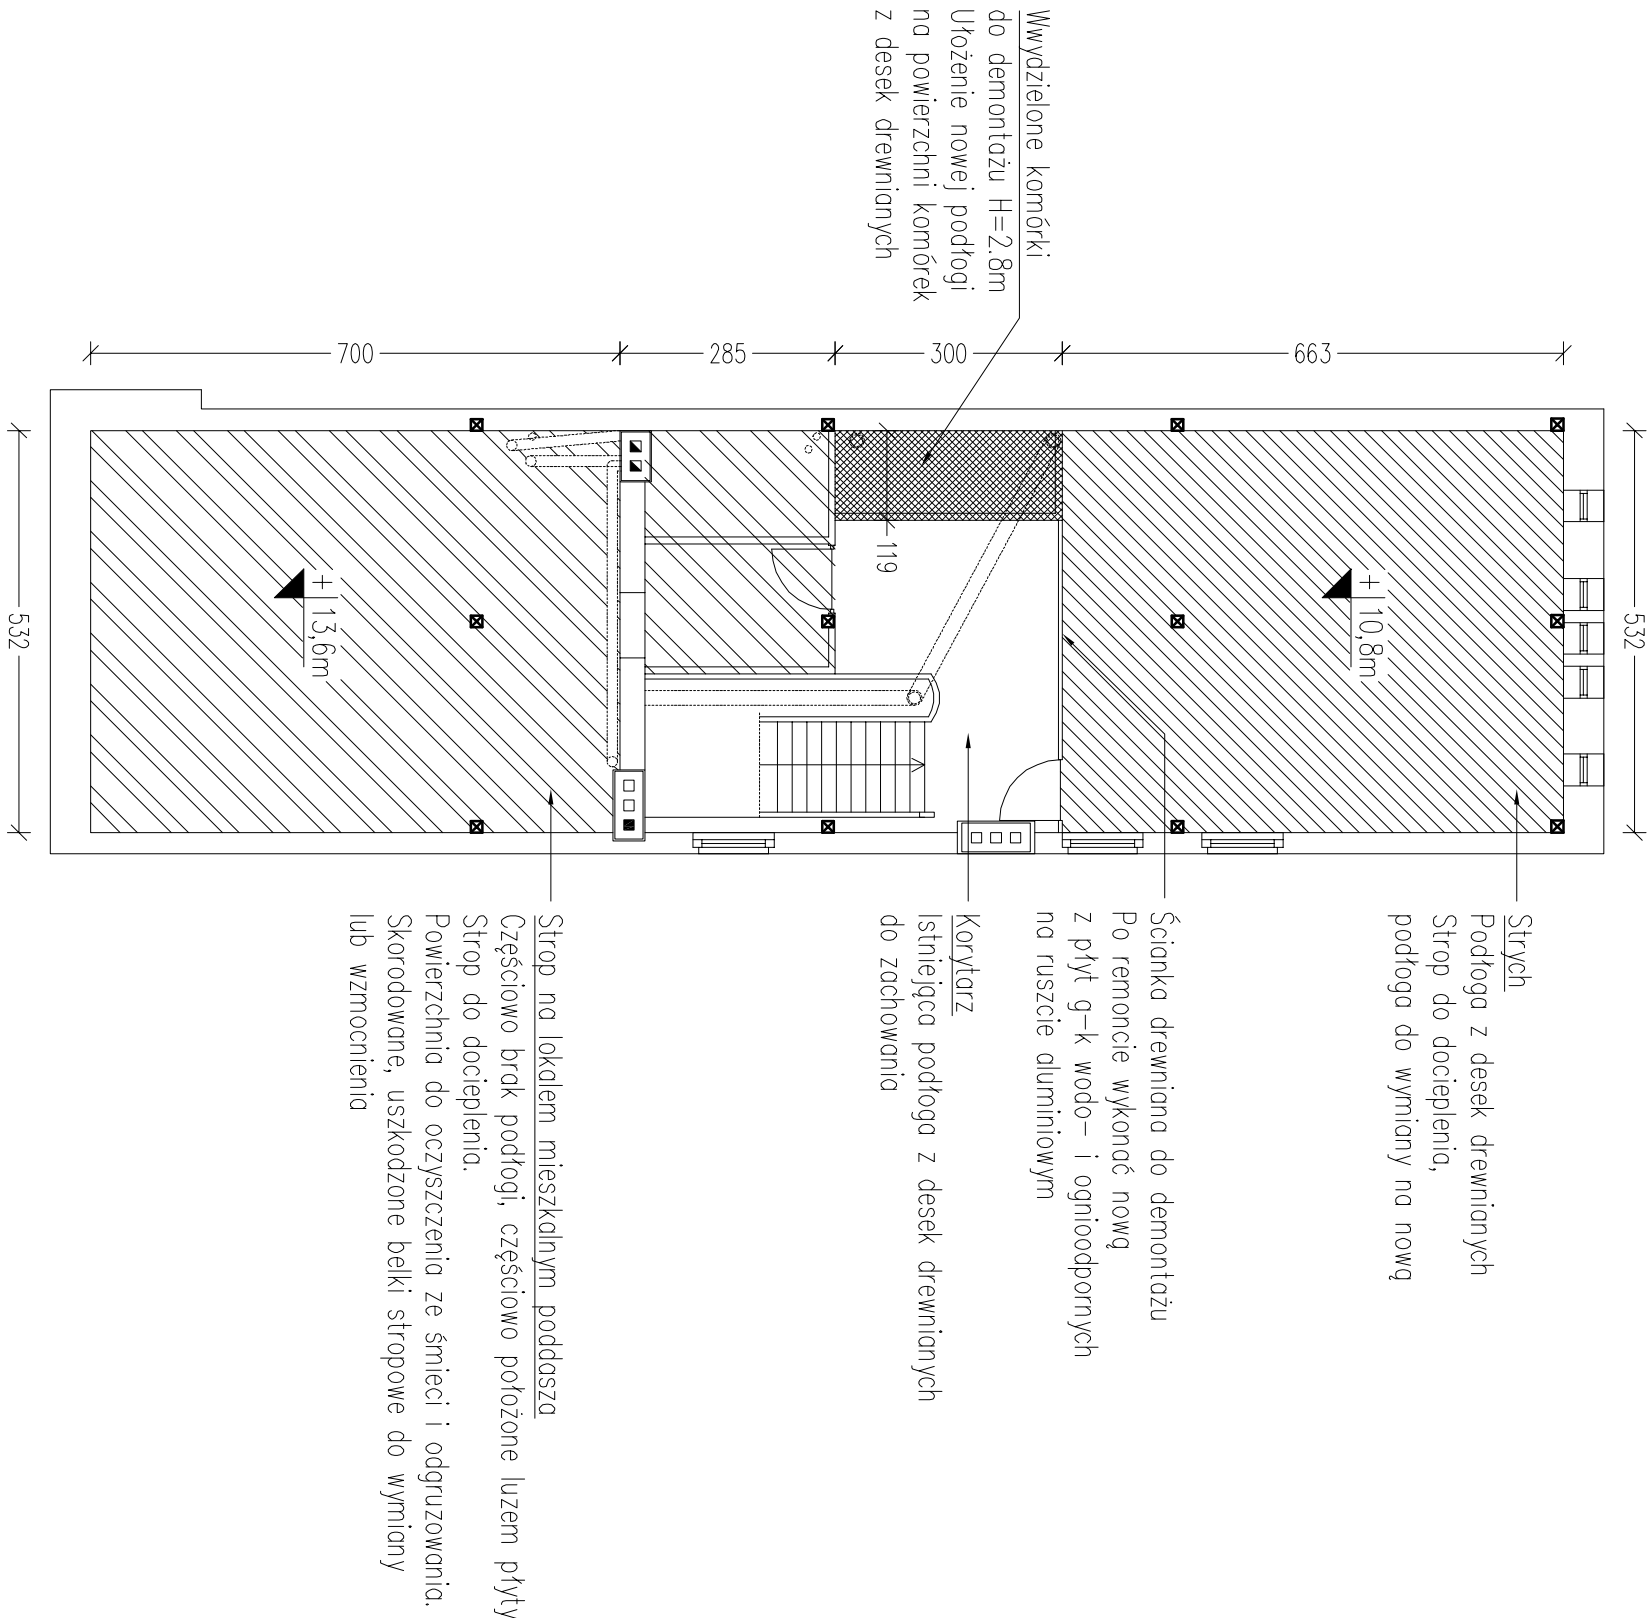 Wwydzielone komórki
do demontażu H=2.8m
Ułożenie nowej podłogi
na powierzchni komórek
z desek drewnianych
700
285
300
663
532
532
119
+13,6m
+10,8m
Strych
Podłoga z desek drewnianych
Strop do docieplenia,
podłoga do wymiany na nową
Ścianka drewniana do demontażu
Po remoncie wykonać nową
z płyt g-k wodo- i ognioodpornych
na ruszcie aluminiowym
Korytarz
Istniejąca podłoga z desek drewnianych
do zachowania
Strop na lokalem mieszkalnym poddasza
Częściowo brak podłogi, częściowo położone luzem płyty
Strop do docieplenia.
Powierzchnia do oczyszczenia ze śmieci i odgruzowania.
Skorodowane, uszkodzone belki stropowe do wymiany
lub wzmocnienia